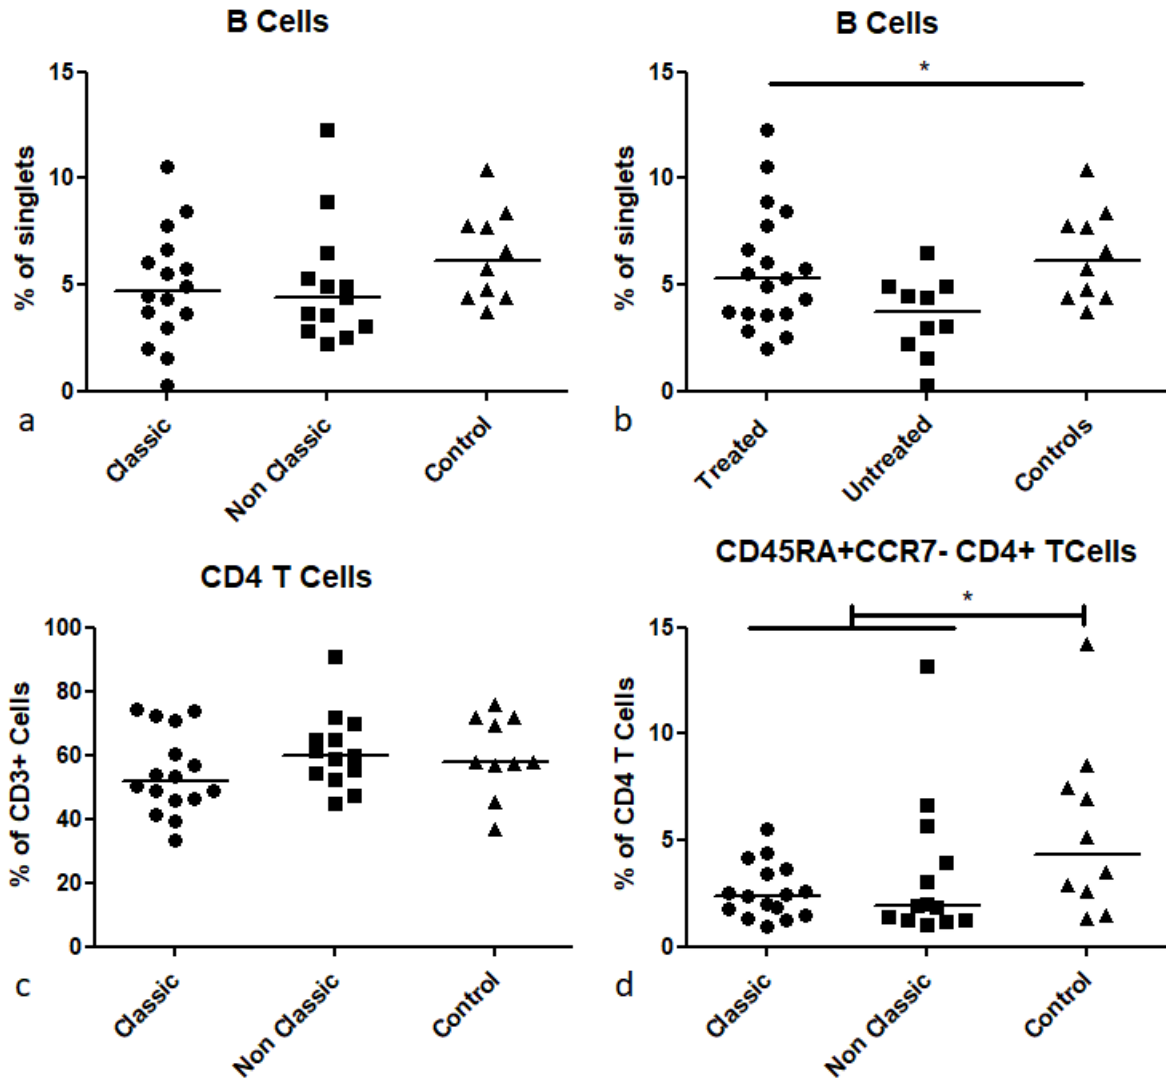 B Cells
15
10
5
0
% of singlets
Classic
Non Classic
Control
a
B Cells
*
15
10
5
0
% of singlets
Treated
Untreated
Controls
b
CD4 T Cells
100
80
60
40
20
0
% of CD3+ Cells
Classic
Non Classic
Control
c
CD45RA+CCR7- CD4+ TCells
*
15
10
5
0
% of CD4 T Cells
Classic
Non Classic
Control
d